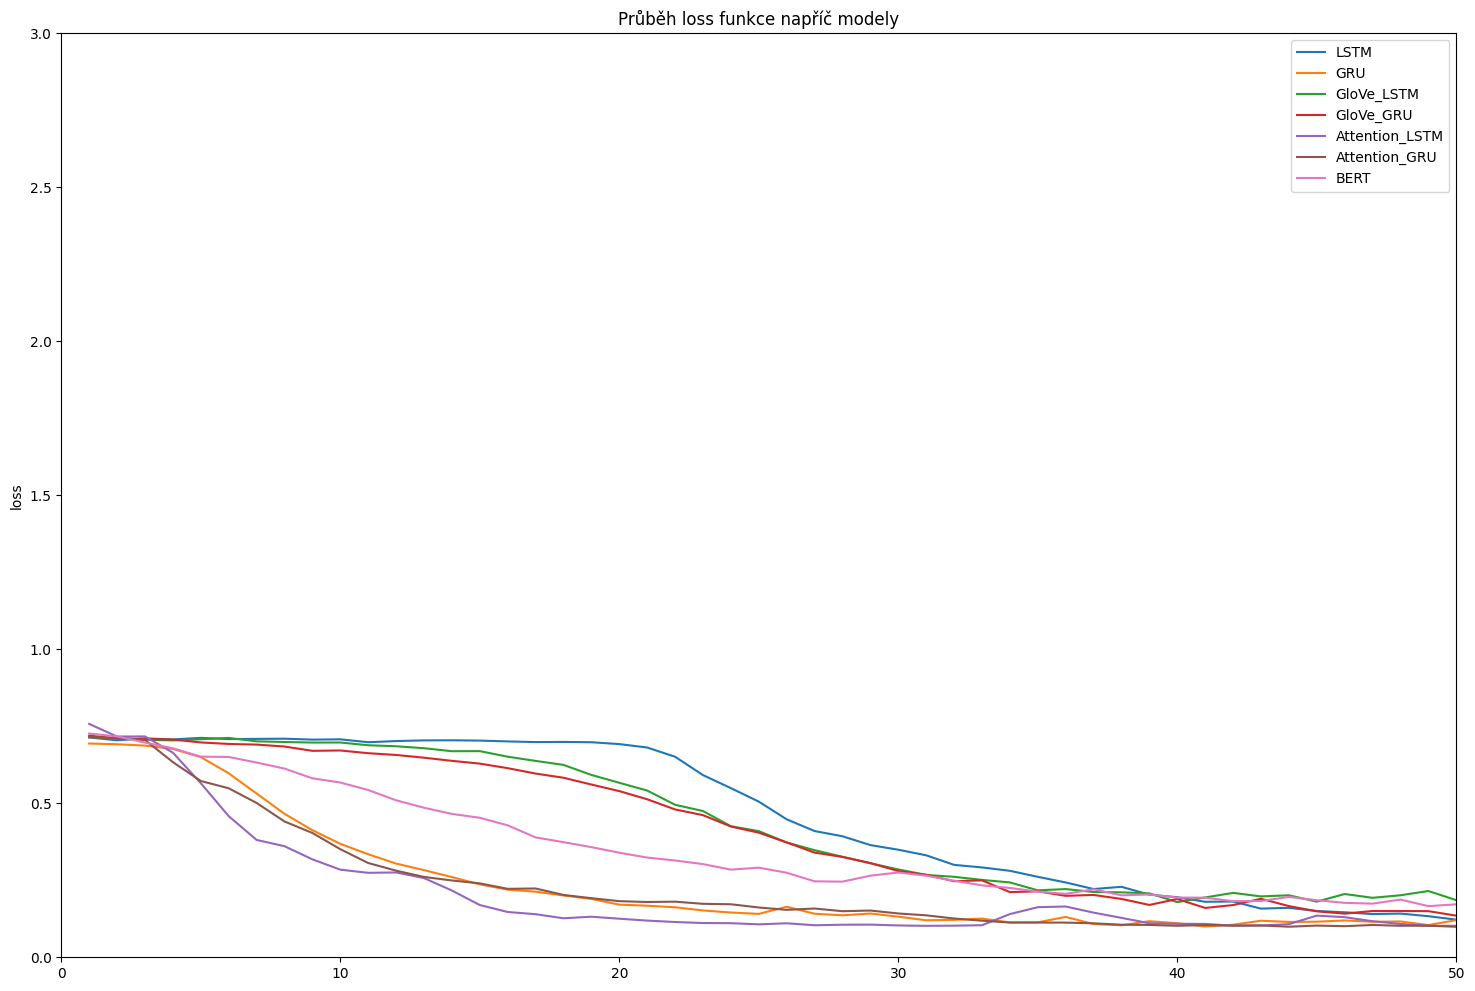 Průběh loss funkce napříč modely
3.0
2.5
2.0
1.5
1.0
0.5
0.0
loss
0 10 20 30 40 50
LSTM
GRU
GloVe_LSTM
GloVe_GRU
Attention_LSTM
Attention_GRU
BERT